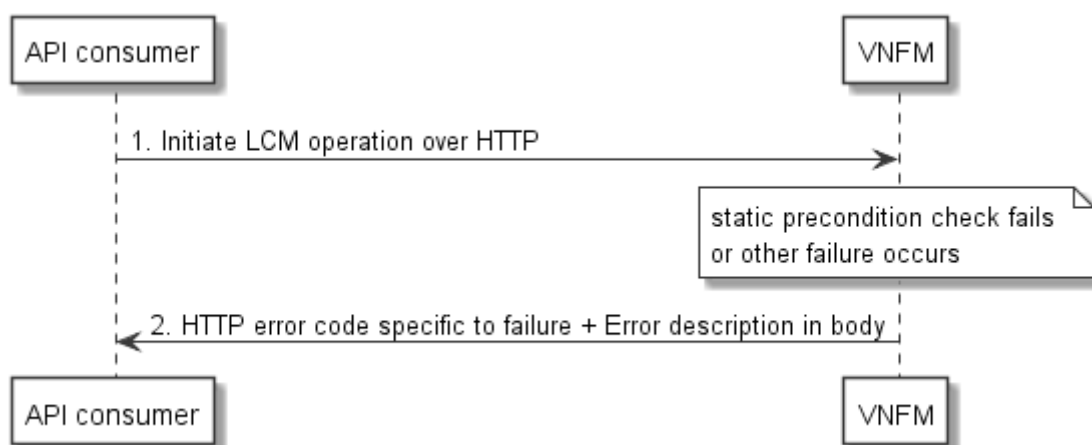 API consumer
VNFM
1. Initiate LCM operation over HTTP
static precondition check fails
or other failure occurs
2. HTTP error code specific to failure + Error description in body
API consumer
VNFM